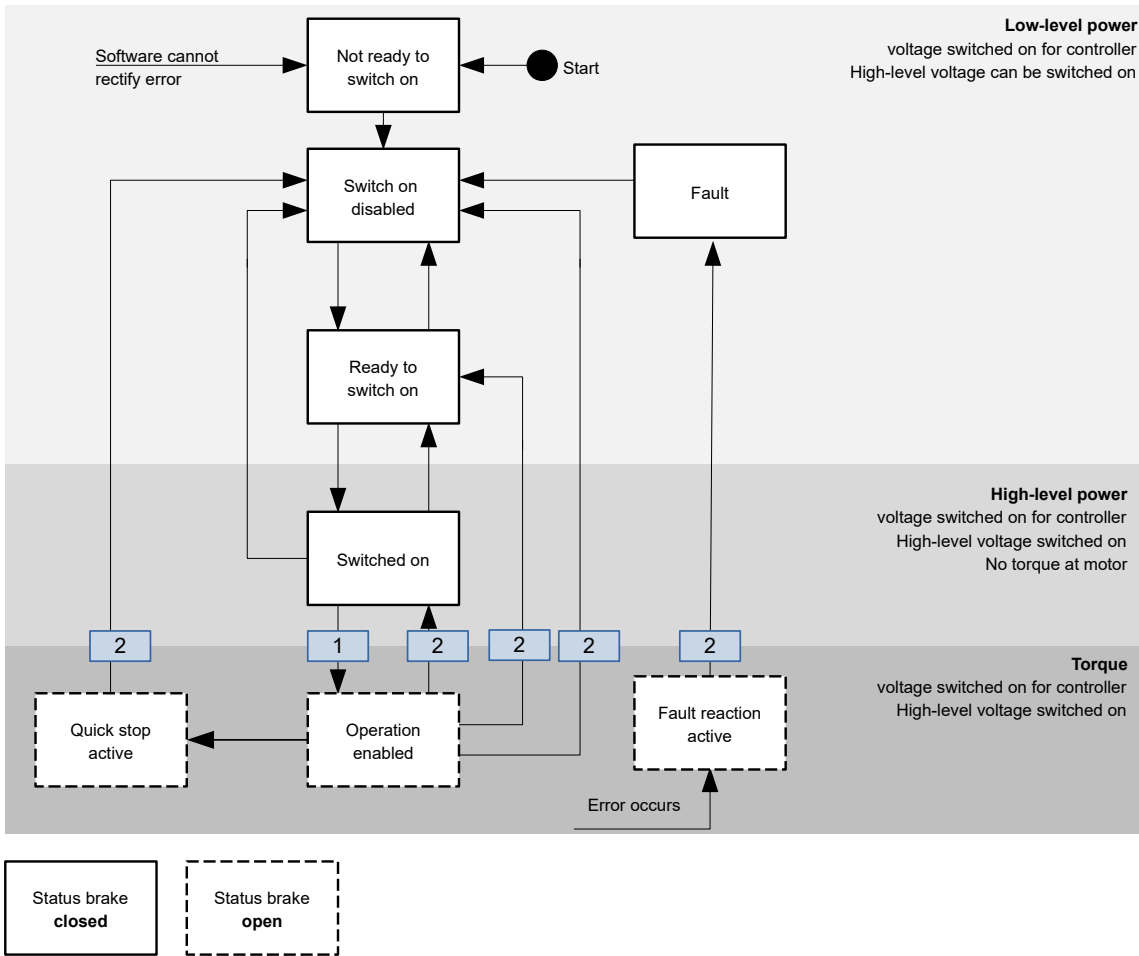 Low-level power
voltage switched on for controller
High-level voltage can be switched on
Software cannot
rectify error
Not ready to
switch on
Start
Switch on
disabled
Fault
Ready to
switch on
High-level power
voltage switched on for controller
High-level voltage switched on
No torque at motor
Switched on
2
1
2
2
2
2
Torque
voltage switched on for controller
High-level voltage switched on
Quick stop
active
Operation
enabled
Fault reaction
active
Error occurs
Status brake
closed
Status brake
open